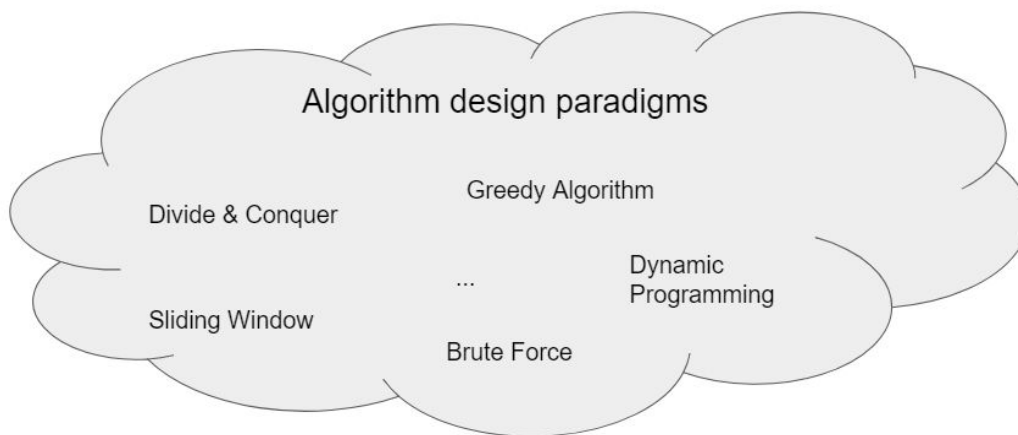 Algorithm design paradigms
Greedy Algorithm
Divide & Conquer
Dynamic
Programming
...
Sliding Window
Brute Force